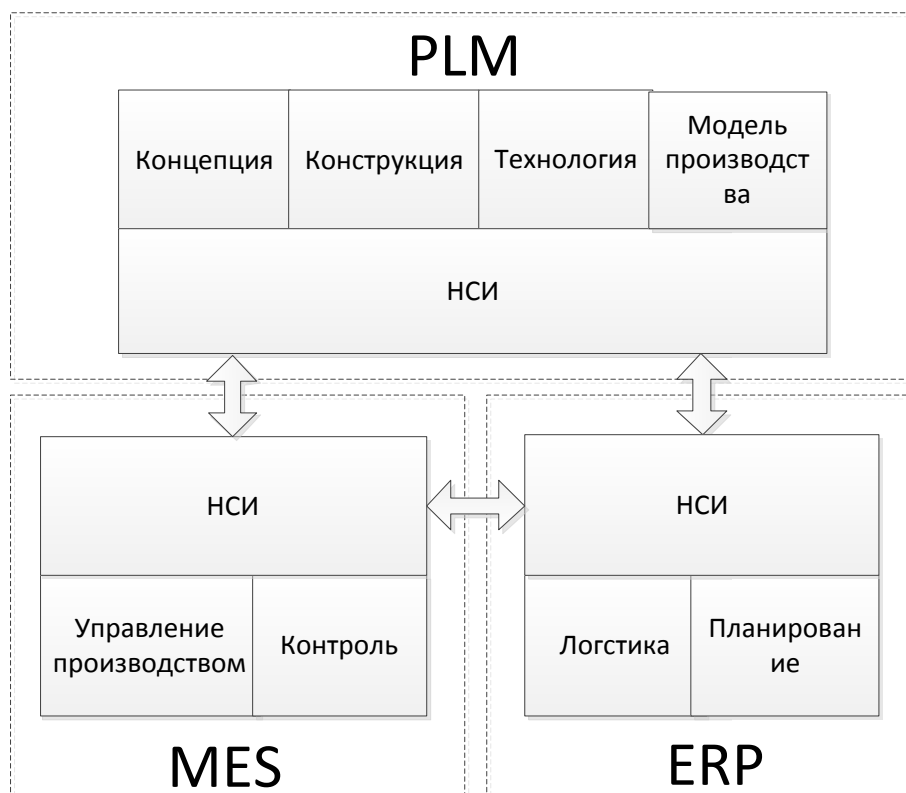 PLM
Концепция
Конструкция
Технология
Модель
производст
ва
НСИ
НСИ
НСИ
Управление
производством
Контроль
Логстика
Планирован
ие
MES
ERP